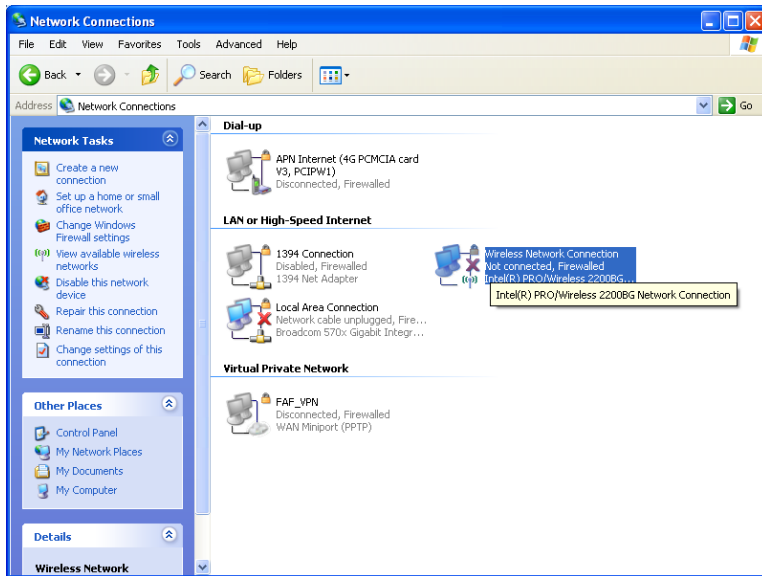 Network Connections
File Edit View Favorites Tools Advanced Help
Back Search Folders
Address Network Connections Go
Network Tasks
Create a new
connection
Set up a home or small
office network
Change Windows
Firewall settings
View available wireless
networks
Disable this network
device
Repair this connection
Rename this connection
Change settings of this
connection
Other Places
Control Panel
My Network Places
My Documents
My Computer
Details
Wireless Network
Dial-up
APN Internet (4G PCMCIA card
V3, PCIPW1)
Disconnected, Firewalled
LAN or High-Speed Internet
1394 Connection
Disabled, Firewalled
1394 Net Adapter
Wireless Network Connection
Not connected, Firewalled
Intel(R) PRO/Wireless 2200BG...
Intel(R) PRO/Wireless 2200BG Network Connection
Local Area Connection
Network cable unplugged, Fire...
Broadcom 570x Gigabit Integr...
Virtual Private Network
FAF_VPN
Disconnected, Firewalled
WAN Miniport (PPTP)